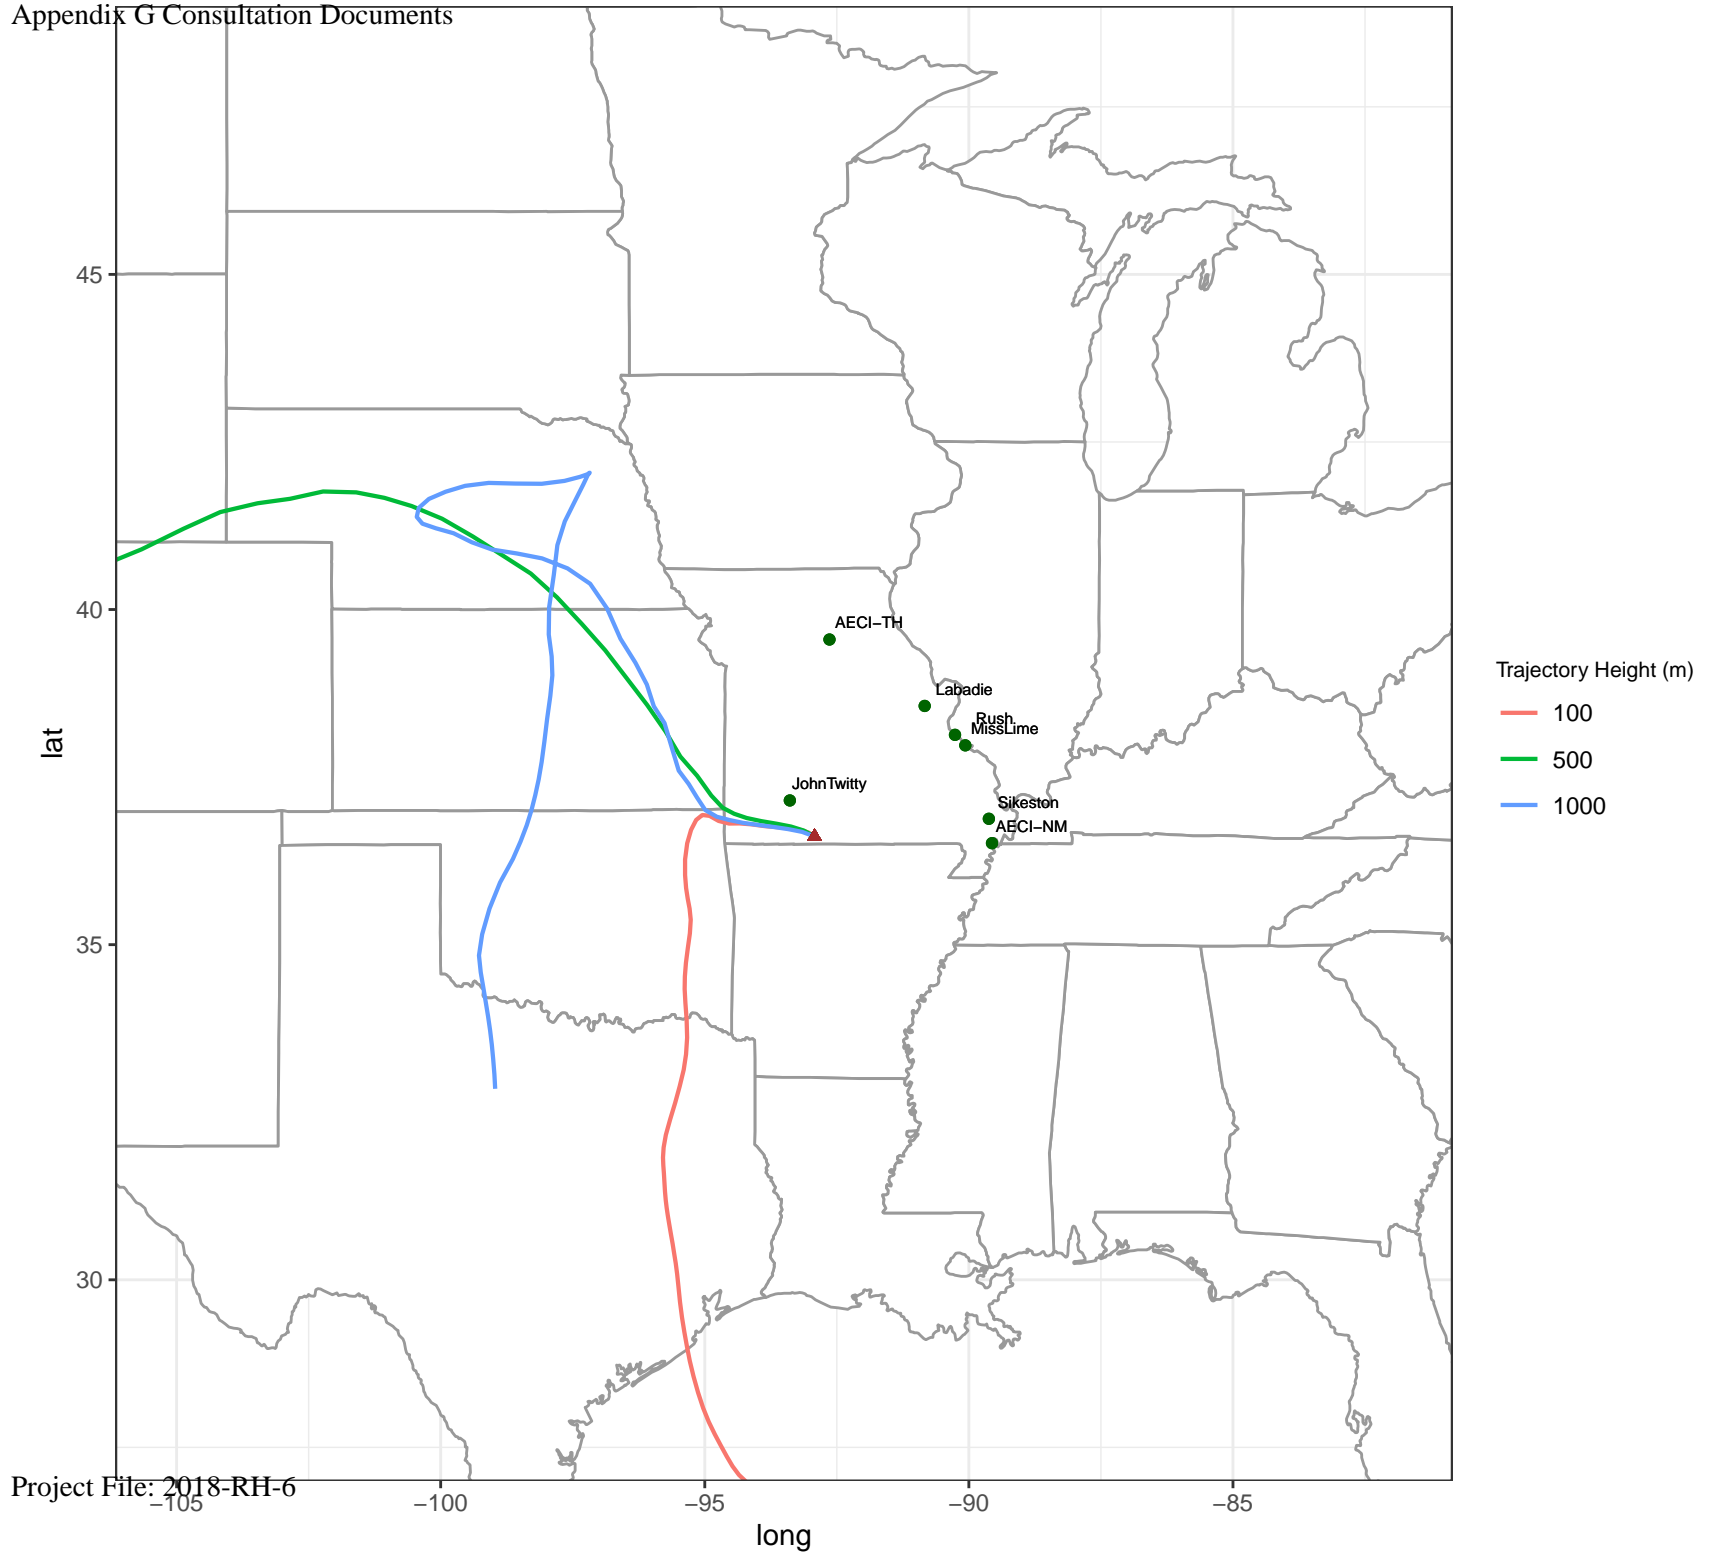 Appendix G Consultation Documents
45
40
35
30
lat
AECI−TH
Labadie
Rush
MissLime
JohnTwitty
Sikeston
AECI−NM
Trajectory Height (m)
100
500
1000
Project File: 2018-RH-6
−105
−100
−95
−90
−85
long